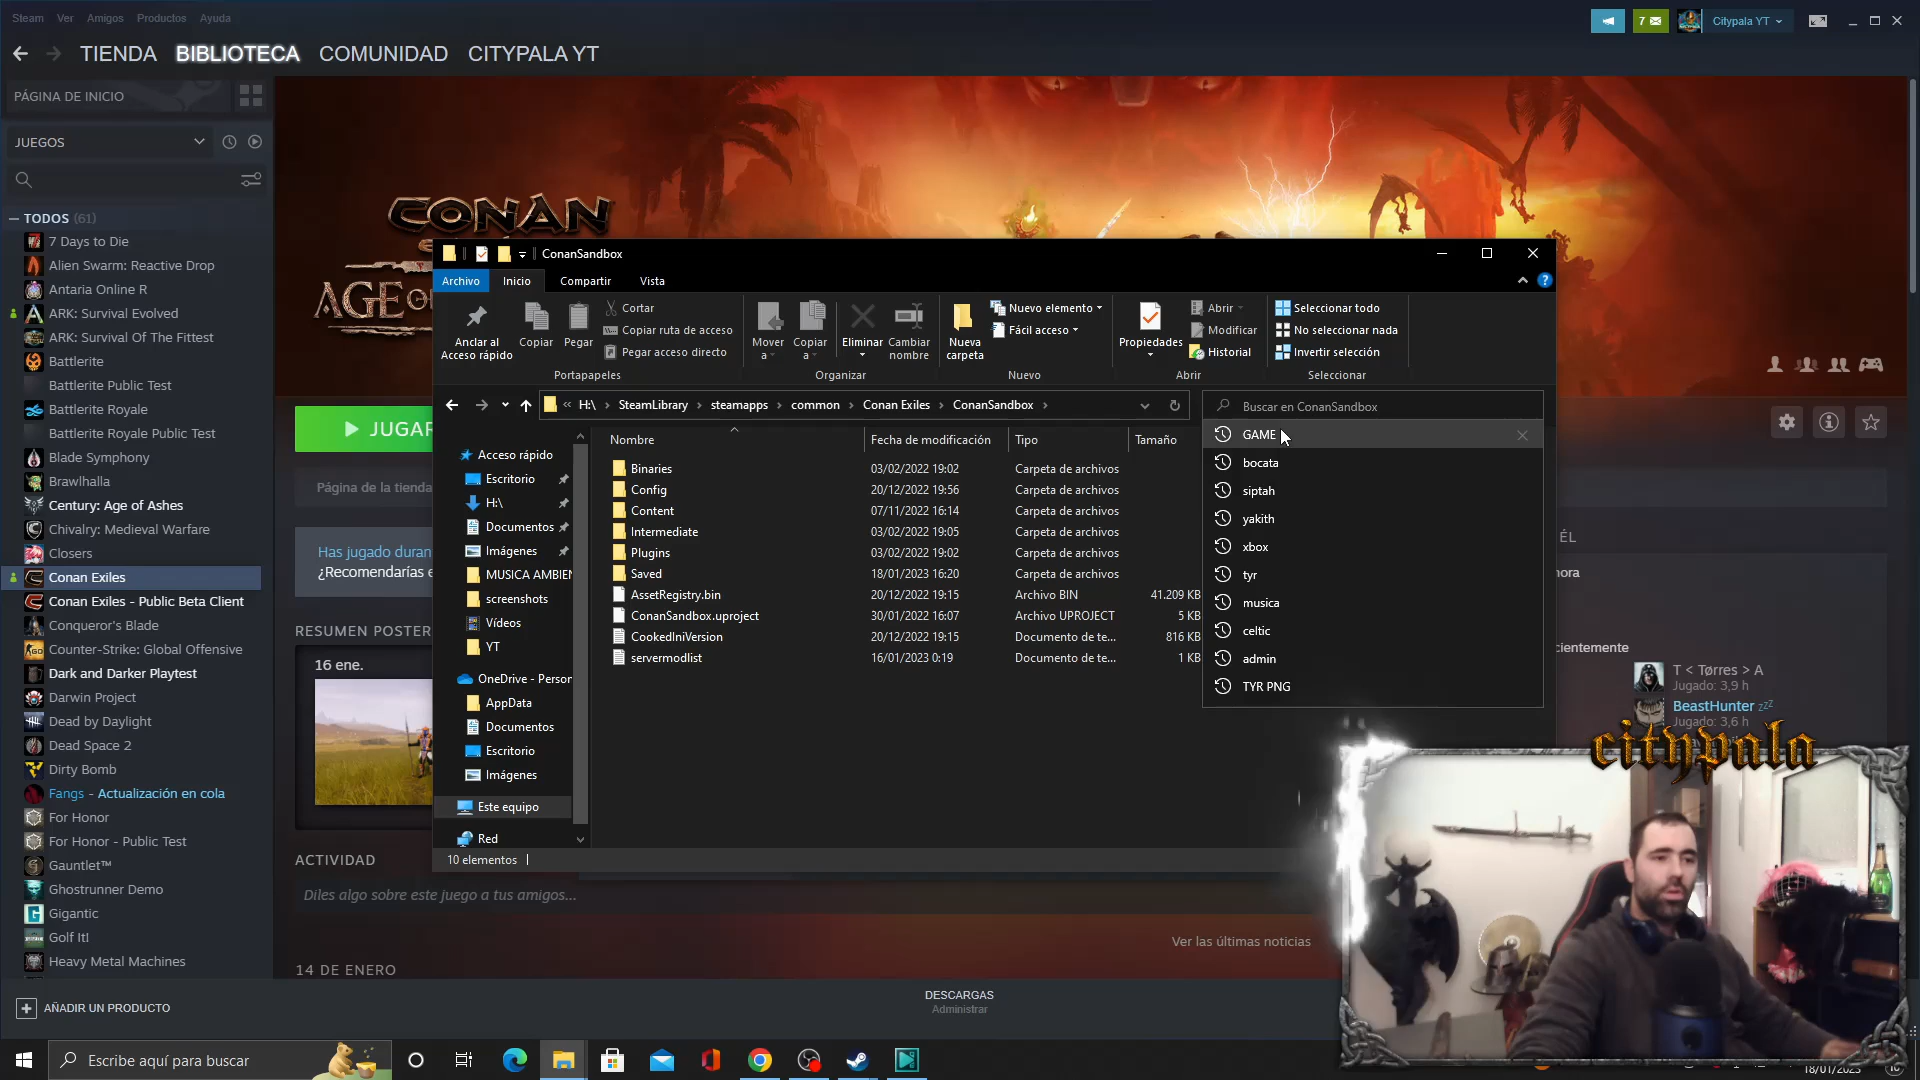 Steam Ver Amigos Productos Ayuda
7
Citypala YT
TIENDA BIBLIOTECA COMUNIDAD CITYPALA YT
PÁGINA DE INICIO
JUEGOS
TODOS (61)
7 Days to Die
Alien Swarm: Reactive Drop
Antaria Online R
ARK: Survival Evolved
ARK: Survival Of The Fittest
Battlerite
Battlerite Public Test
Battlerite Royale
Battlerite Royale Public Test
Blade Symphony
Brawlhalla
Century: Age of Ashes
Chivalry: Medieval Warfare
Closers
Conan Exiles
Conan Exiles - Public Beta Client
Conqueror's Blade
Counter-Strike: Global Offensive
Dark and Darker Playtest
Darwin Project
Dead by Daylight
Dead Space 2
Dirty Bomb
Fangs - Actualización en cola
For Honor
For Honor - Public Test
Gauntlet™
Ghostrunner Demo
Gigantic
Golf It!
Heavy Metal Machines
AÑADIR UN PRODUCTO
CONAN
AGE OF
JUGAR
Página de la tienda
Has jugado duran
¿Recomendarías e
RESUMEN POSTER
16 ene.
ACTIVIDAD
Diles algo sobre este juego a tus amigos...
Ver las últimas noticias
14 DE ENERO
DESCARGAS
Administrar
ConanSandbox
Archivo Inicio Compartir Vista
Anclar al
Acceso rápido
Copiar
Pegar
Cortar
Copiar ruta de acceso
Pegar acceso directo
Portapapeles
Mover
a
Copiar
a
Eliminar
Cambiar
nombre
Organizar
Nueva
carpeta
Nuevo elemento
Fácil acceso
Nuevo
Propiedades
Abrir
Modificar
Historial
Abrir
Seleccionar todo
No seleccionar nada
Invertir selección
Seleccionar
« H:\ › SteamLibrary › steamapps › common › Conan Exiles › ConanSandbox ›
Buscar en ConanSandbox
GAME
bocata
siptah
yakith
xbox
tyr
musica
celtic
admin
TYR PNG
Acceso rápido
Escritorio
H:\
Documentos
Imágenes
MUSICA AMBIEN
screenshots
Vídeos
YT
OneDrive - Person
AppData
Documentos
Escritorio
Imágenes
Este equipo
Red
Nombre Fecha de modificación Tipo Tamaño
Binaries 03/02/2022 19:02 Carpeta de archivos
Config 20/12/2022 19:56 Carpeta de archivos
Content 07/11/2022 16:14 Carpeta de archivos
Intermediate 03/02/2022 19:05 Carpeta de archivos
Plugins 03/02/2022 19:02 Carpeta de archivos
Saved 18/01/2023 16:20 Carpeta de archivos
AssetRegistry.bin 20/12/2022 19:15 Archivo BIN 41.209 KB
ConanSandbox.uproject 30/01/2022 16:07 Archivo UPROJECT 5 KB
CookedIniVersion 20/12/2022 19:15 Documento de te... 816 KB
servermodlist 16/01/2023 0:19 Documento de te... 1 KB
10 elementos
ÉL
hora
cientemente
T < Tørres > A
Jugado: 3,9 h
BeastHunter zzZ
Jugado: 3,6 h
citypala
Escribe aquí para buscar
18/01/2023